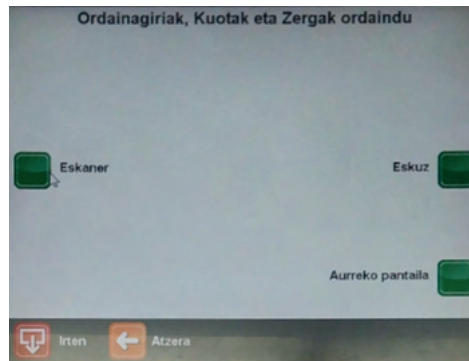 Ordainagiriak, Kuotak eta Zergak ordaindu
Eskaner
Eskuz
Aurreko pantaila
Irten
Atzera